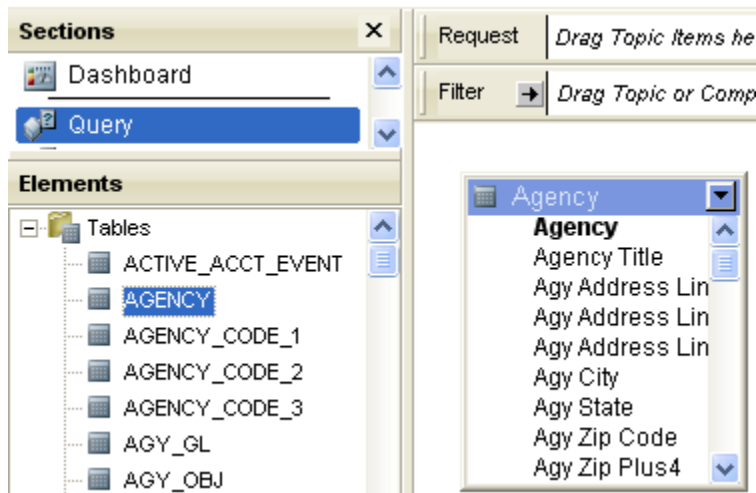 Sections
Dashboard
Query
Elements
Tables
ACTIVE_ACCT_EVENT
AGENCY
AGENCY_CODE_1
AGENCY_CODE_2
AGENCY_CODE_3
AGY_GL
AGY_OBJ
Request Drag Topic Items he
Filter Drag Topic or Comp
Agency
Agency
Agency Title
Agy Address Lin
Agy Address Lin
Agy Address Lin
Agy City
Agy State
Agy Zip Code
Agy Zip Plus4